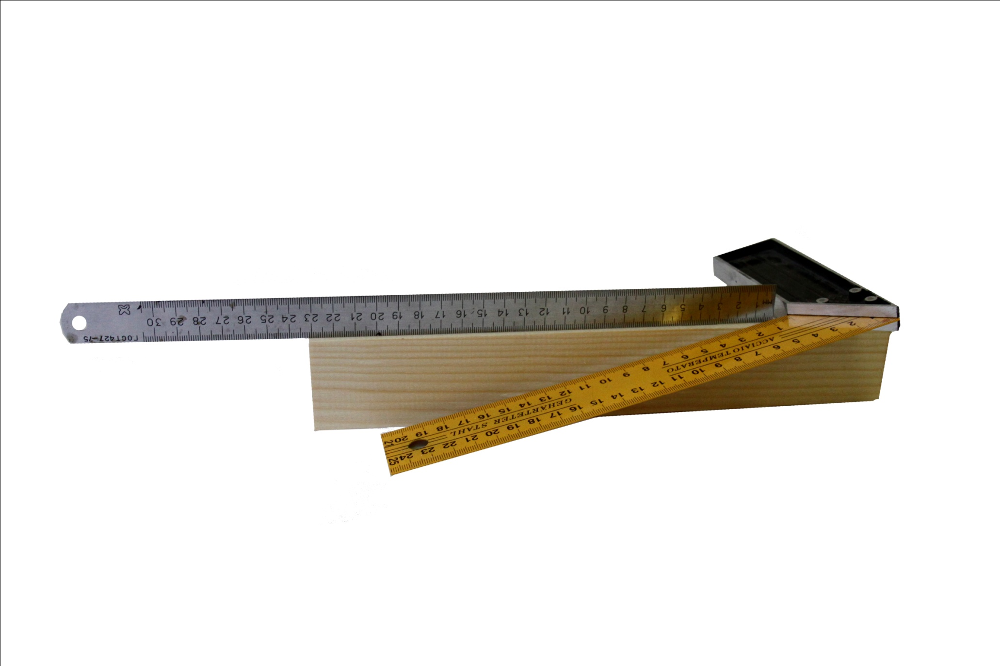 30 29 28 27 26 25 24 23 22 21 20 19 18 17 16 15 14 13 12 11 10 9 8 7 6 5 4 3 2 1 MM
ГОСТ427-75
1 2 3 4 5 6 7 8 9 10 11 12 13 14 15 16 17 18 19 20 21
ACCIAIO TEMPERATO
GEHÄRTETER STAHL
2 3 4 5 6 7 8 9 10 11 12 13 14 15 16 17 18 19 20 21 22 23 24 25